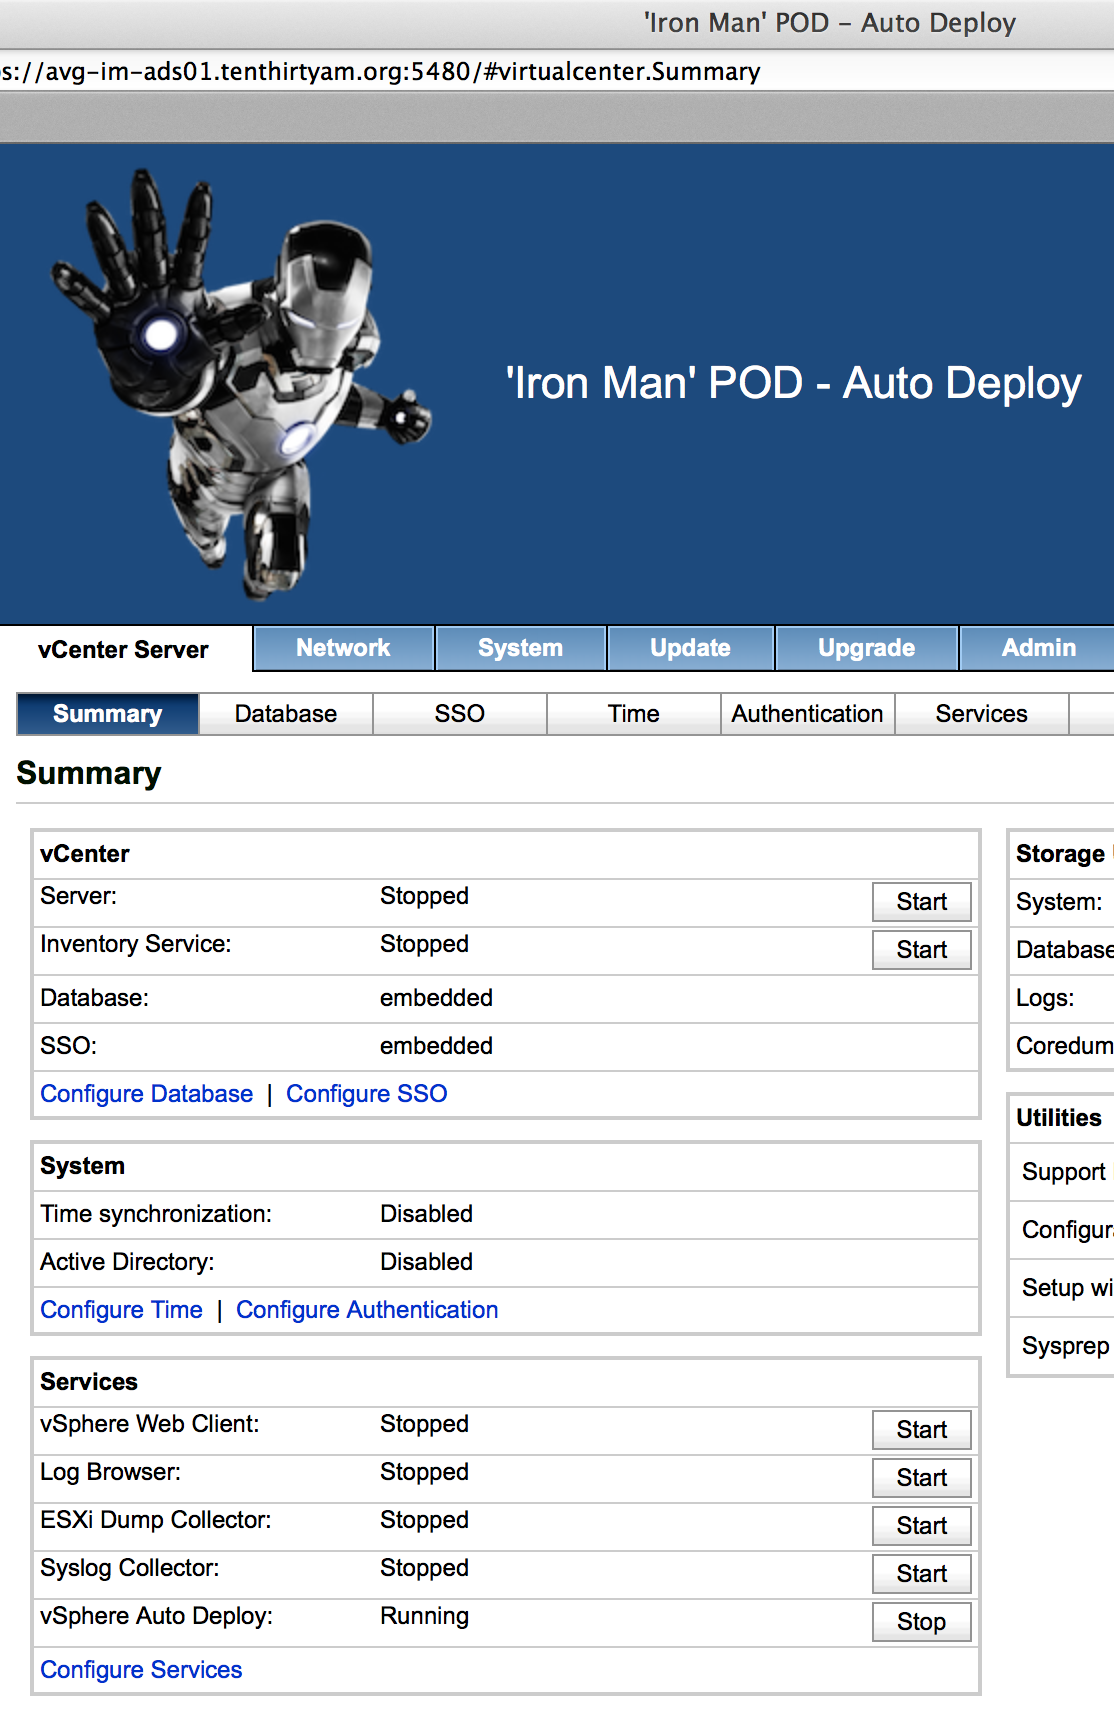 'Iron Man' POD – Auto Deploy
s://avg-im-ads01.tenthirtyam.org:5480/#virtualcenter.Summary
'Iron Man' POD - Auto Deploy
vCenter Server Network System Update Upgrade Admin
Summary Database SSO Time Authentication Services
Summary
vCenter
Server: Stopped Start
Inventory Service: Stopped Start
Database: embedded
SSO: embedded
Configure Database | Configure SSO
System
Time synchronization: Disabled
Active Directory: Disabled
Configure Time | Configure Authentication
Services
vSphere Web Client: Stopped Start
Log Browser: Stopped Start
ESXi Dump Collector: Stopped Start
Syslog Collector: Stopped Start
vSphere Auto Deploy: Running Stop
Configure Services
Storage
System:
Database
Logs:
Coredum
Utilities
Support
Configur
Setup wi
Sysprep